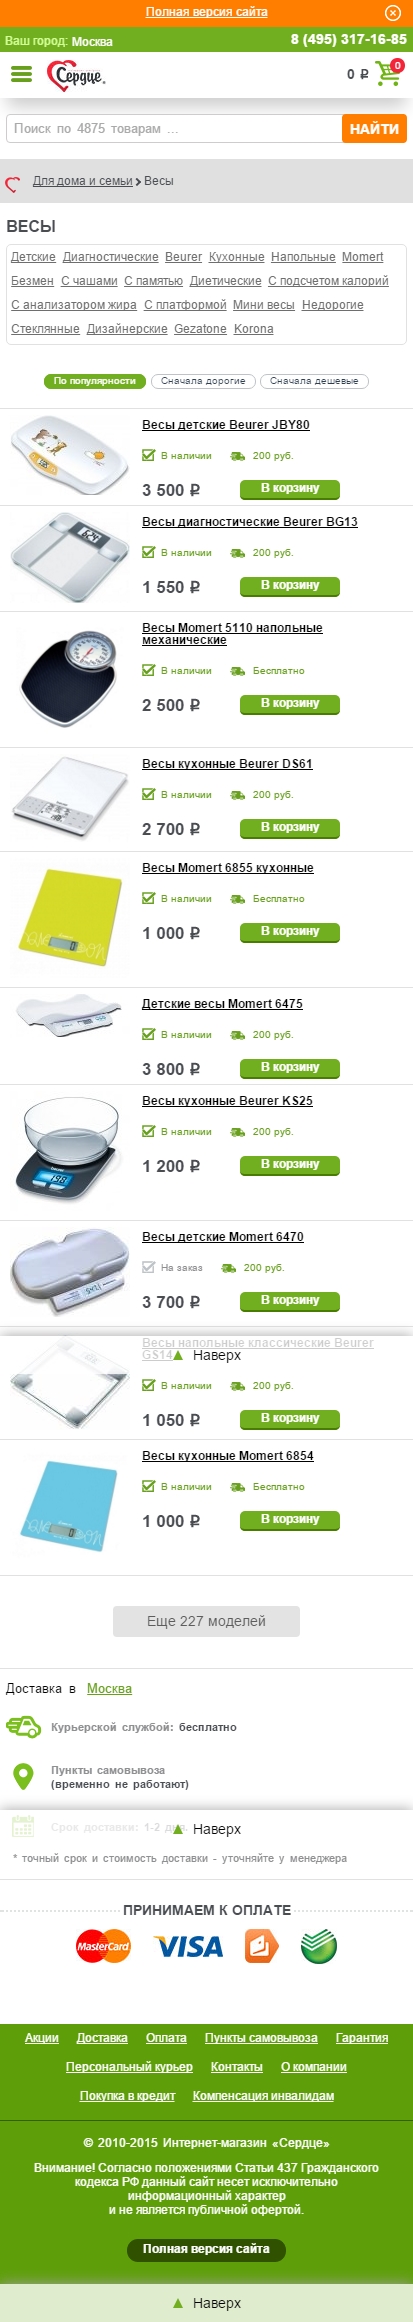 Полная версия сайта
Ваш город: Москва
8 (495) 317-16-85
Сердце.
0 ₽
0
Поиск по 4875 товарам ...
НАЙТИ
Для дома и семьи > Весы
ВЕСЫ
Детские Диагностические Beurer Кухонные Напольные Momert
Безмен С чашами С памятью Диетические С подсчетом калорий
С анализатором жира С платформой Мини весы Недорогие
Стеклянные Дизайнерские Gezatone Korona
По популярности Сначала дорогие Сначала дешевые
Весы детские Beurer JBY80
В наличии 200 руб.
3 500 ₽ В корзину
Весы диагностические Beurer BG13
В наличии 200 руб.
1 550 ₽ В корзину
Весы Momert 5110 напольные
механические
В наличии Бесплатно
2 500 ₽ В корзину
Весы кухонные Beurer DS61
В наличии 200 руб.
2 700 ₽ В корзину
Весы Momert 6855 кухонные
В наличии Бесплатно
1 000 ₽ В корзину
Детские весы Momert 6475
В наличии 200 руб.
3 800 ₽ В корзину
Весы кухонные Beurer KS25
В наличии 200 руб.
1 200 ₽ В корзину
Весы детские Momert 6470
На заказ 200 руб.
3 700 ₽ В корзину
Весы напольные классические Beurer
GS14
▲ Наверх
В наличии 200 руб.
1 050 ₽ В корзину
Весы кухонные Momert 6854
В наличии Бесплатно
1 000 ₽ В корзину
Еще 227 моделей
Доставка в Москва
Курьерской службой: бесплатно
Пункты самовывоза
(временно не работают)
Срок доставки: 1-2 дня.
▲ Наверх
* точный срок и стоимость доставки - уточняйте у менеджера
ПРИНИМАЕМ К ОПЛАТЕ
MasterCard VISA
Акции Доставка Оплата Пункты самовывоза Гарантия
Персональный курьер Контакты О компании
Покупка в кредит Компенсация инвалидам
© 2010-2015 Интернет-магазин «Сердце»
Внимание! Согласно положениями Статьи 437 Гражданского
кодекса РФ данный сайт несет исключительно
информационный характер
и не является публичной офертой.
Полная версия сайта
▲ Наверх